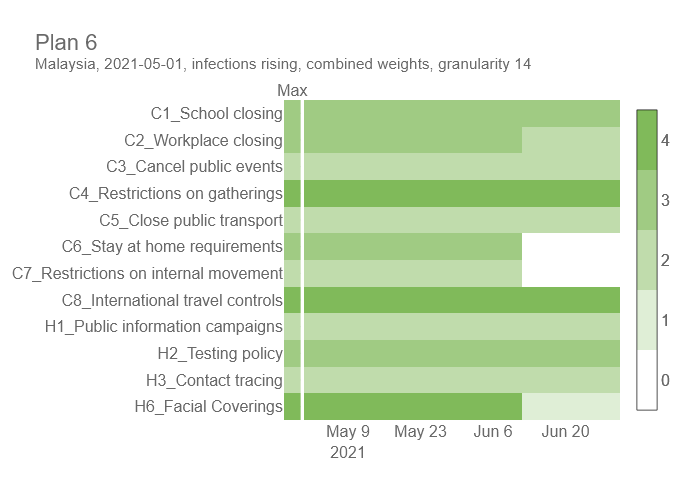 Plan 6
Malaysia, 2021-05-01, infections rising, combined weights, granularity 14
Max
C1_School closing
C2_Workplace closing
C3_Cancel public events
C4_Restrictions on gatherings
C5_Close public transport
C6_Stay at home requirements
C7_Restrictions on internal movement
C8_International travel controls
H1_Public information campaigns
H2_Testing policy
H3_Contact tracing
H6_Facial Coverings
May 9 May 23 Jun 6 Jun 20
2021
4
3
2
1
0